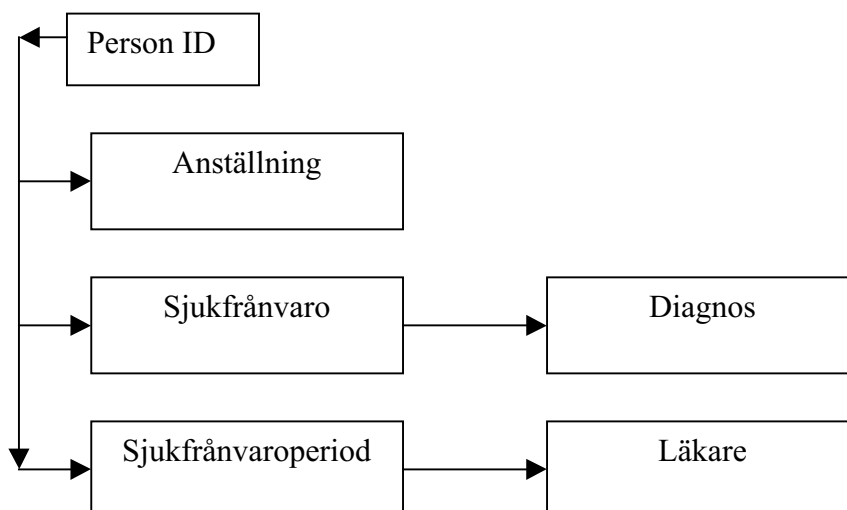 Person ID
Anställning
Sjukfrånvaro
Diagnos
Sjukfrånvaroperiod
Läkare